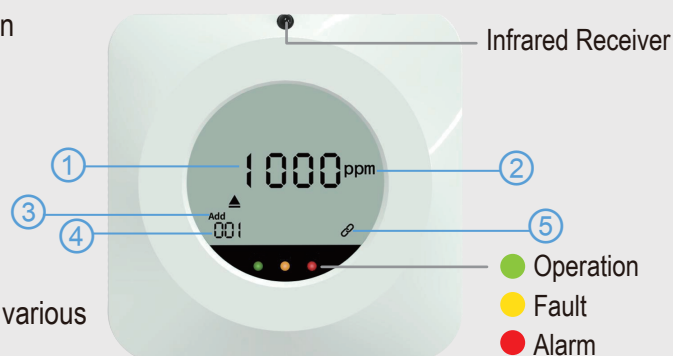 n
Infrared Receiver
1
1000 ppm
2
3
Add
4
001
5
Operation
various
Fault
Alarm